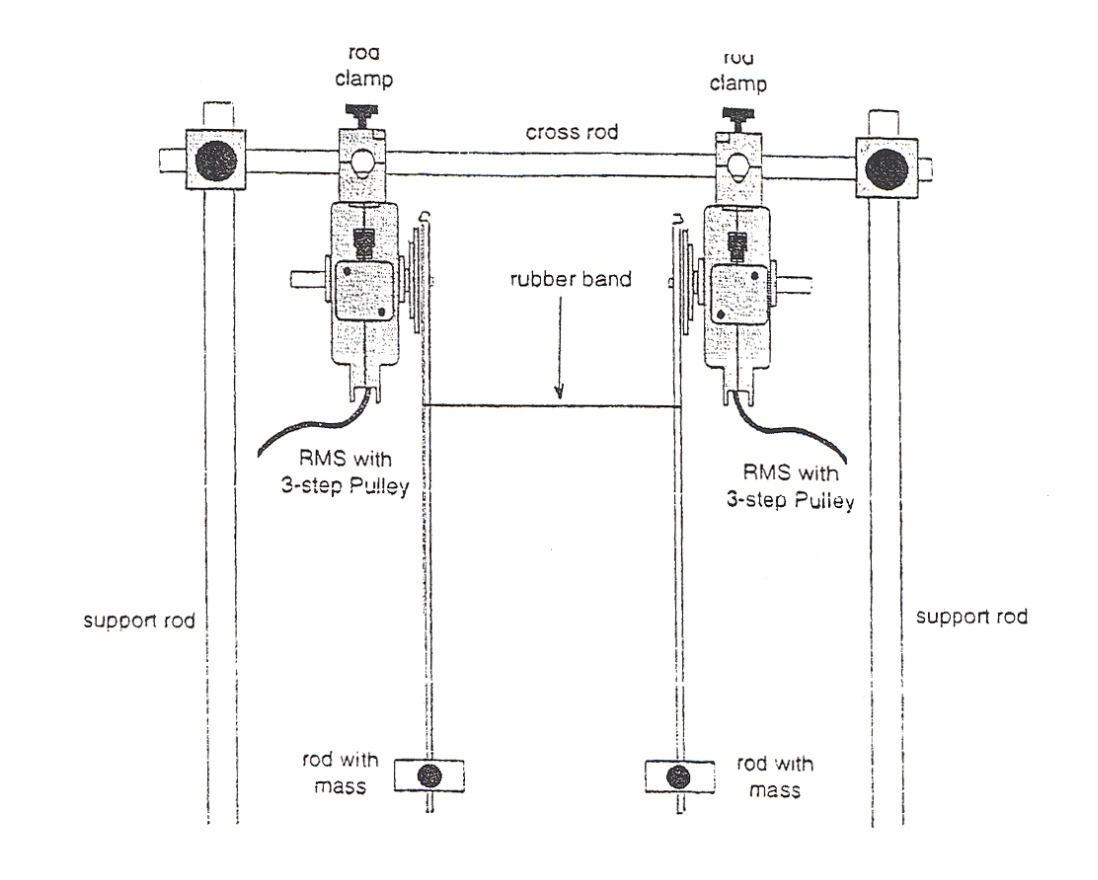 rod
clamp
rod
clamp
cross rod
rubber band
RMS with
3-step Pulley
RMS with
3-step Pulley
support rod
support rod
rod with
mass
rod with
mass